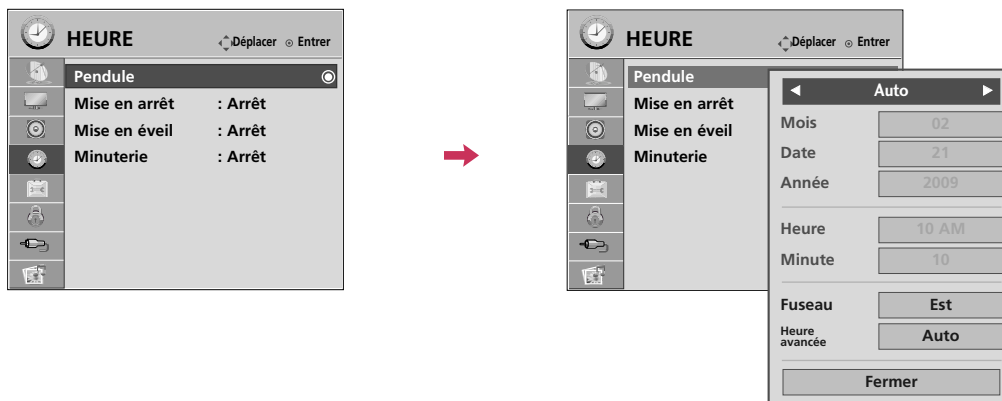 HEURE Déplacer Entrer
Pendule
Mise en arrêt : Arrêt
Mise en éveil : Arrêt
Minuterie : Arrêt
HEURE Déplacer Entrer
Pendule
Mise en arrêt
Mise en éveil
Minuterie
Auto
Mois 02
Date 21
Année 2009
Heure 10 AM
Minute 10
Fuseau Est
Heure
avancée Auto
Fermer